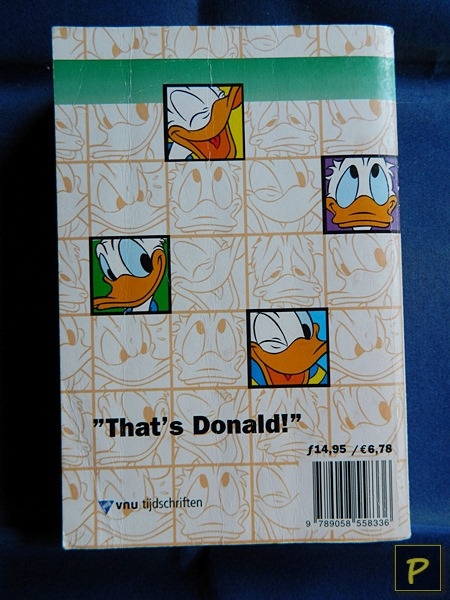 "That's Donald!"
ƒ14,95 / €6,78
vnu tijdschriften
9 789058 558336
P